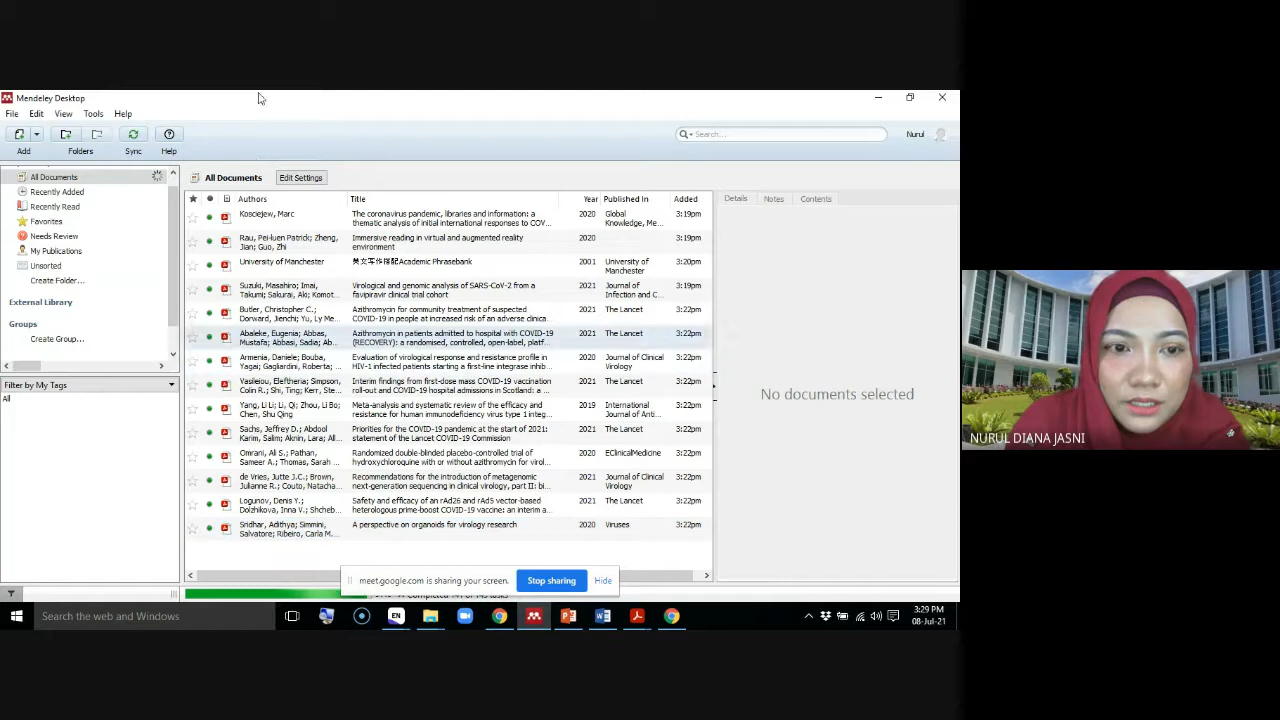 Mendeley Desktop
File Edit View Tools Help
Search...
Nurul
Add Folders Sync Help
All Documents
Recently Added
Recently Read
Favorites
Needs Review
My Publications
Unsorted
Create Folder...
External Library
Groups
Create Group...
Filter by My Tags
All
All Documents Edit Settings
Authors Title Year Published In Added
Kosciejew, Marc The coronavirus pandemic, libraries and information: a 2020 Global 3:19pm
thematic analysis of initial international responses to COV... Knowledge, Me...
Rau, Pei-luen Patrick; Zheng, Immersive reading in virtual and augmented reality 2020 3:19pm
Jian; Guo, Zhi environment
University of Manchester 英文写作搭配Academic Phrasebank 2001 University of 3:20pm
Manchester
Suzuki, Masahiro; Imai, Virological and genomic analysis of SARS-CoV-2 from a 2021 Journal of 3:19pm
Takumi; Sakurai, Aki; Komot... favipiravir clinical trial cohort Infection and C...
Butler, Christopher C.; Azithromycin for community treatment of suspected 2021 The Lancet 3:22pm
Dorward, Jienchi; Yu, Ly Me... COVID-19 in people at increased risk of an adverse clinica...
Abaleke, Eugenia; Abbas, Azithromycin in patients admitted to hospital with COVID-19 2021 The Lancet 3:22pm
Mustafa; Abbasi, Sadia; Ab... (RECOVERY): a randomised, controlled, open-label, platf...
Armenia, Daniele; Bouba, Evaluation of virological response and resistance profile in 2020 Journal of Clinical 3:22pm
Yagai; Gagliardini, Roberta; ... HIV-1 infected patients starting a first-line integrase inhib... Virology
Vasileiou, Eleftheria; Simpson, Interim findings from first-dose mass COVID-19 vaccination 2021 The Lancet 3:22pm
Colin R.; Shi, Ting; Kerr, Ste... roll-out and COVID-19 hospital admissions in Scotland: a ...
Yang, Li Li; Li, Qi; Zhou, Li Bo; Meta-analysis and systematic review of the efficacy and 2019 International 3:22pm
Chen, Shu Qing resistance for human immunodeficiency virus type 1 integ... Journal of Anti...
Sachs, Jeffrey D.; Abdool Priorities for the COVID-19 pandemic at the start of 2021: 2021 The Lancet 3:22pm
Karim, Salim; Aknin, Lara; All... statement of the Lancet COVID-19 Commission
Omrani, Ali S.; Pathan, Randomized double-blinded placebo-controlled trial of 2020 EClinicalMedicine 3:22pm
Sameer A.; Thomas, Sarah ... hydroxychloroquine with or without azithromycin for virol...
de Vries, Jutte J.C.; Brown, Recommendations for the introduction of metagenomic 2021 Journal of Clinical 3:22pm
Julianne R.; Couto, Natacha... next-generation sequencing in clinical virology, part II: bi... Virology
Logunov, Denis Y.; Safety and efficacy of an rAd26 and rAd5 vector-based 2021 The Lancet 3:22pm
Dolzhikova, Inna V.; Shcheb... heterologous prime-boost COVID-19 vaccine: an interim a...
Sridhar, Adithya; Simmini, A perspective on organoids for virology research 2020 Viruses 3:22pm
Salvatore; Ribeiro, Carla M....
Details Notes Contents
No documents selected
NURUL DIANA JASNI
meet.google.com is sharing your screen. Stop sharing Hide
Search the web and Windows
EN
3:29 PM
08-Jul-21